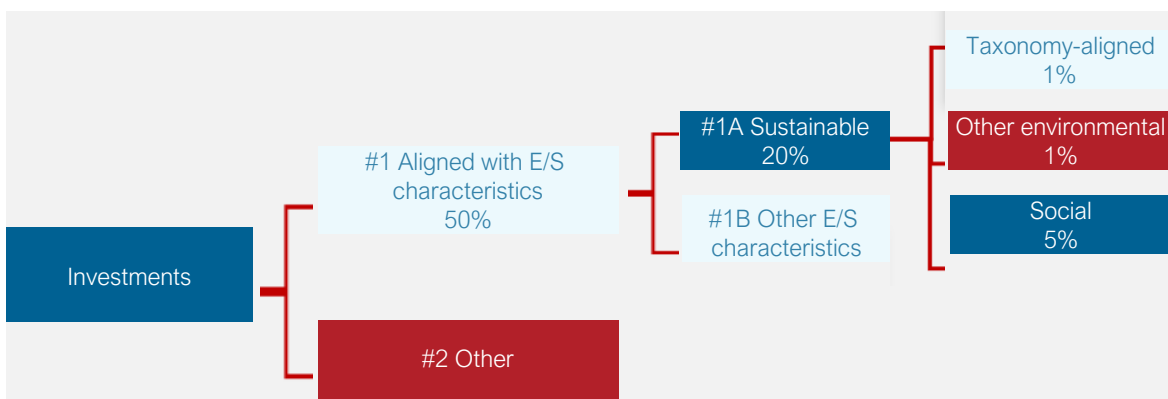 Investments
#1 Aligned with E/S
characteristics
50%
#2 Other
#1A Sustainable
20%
#1B Other E/S
characteristics
Taxonomy-aligned
1%
Other environmental
1%
Social
5%